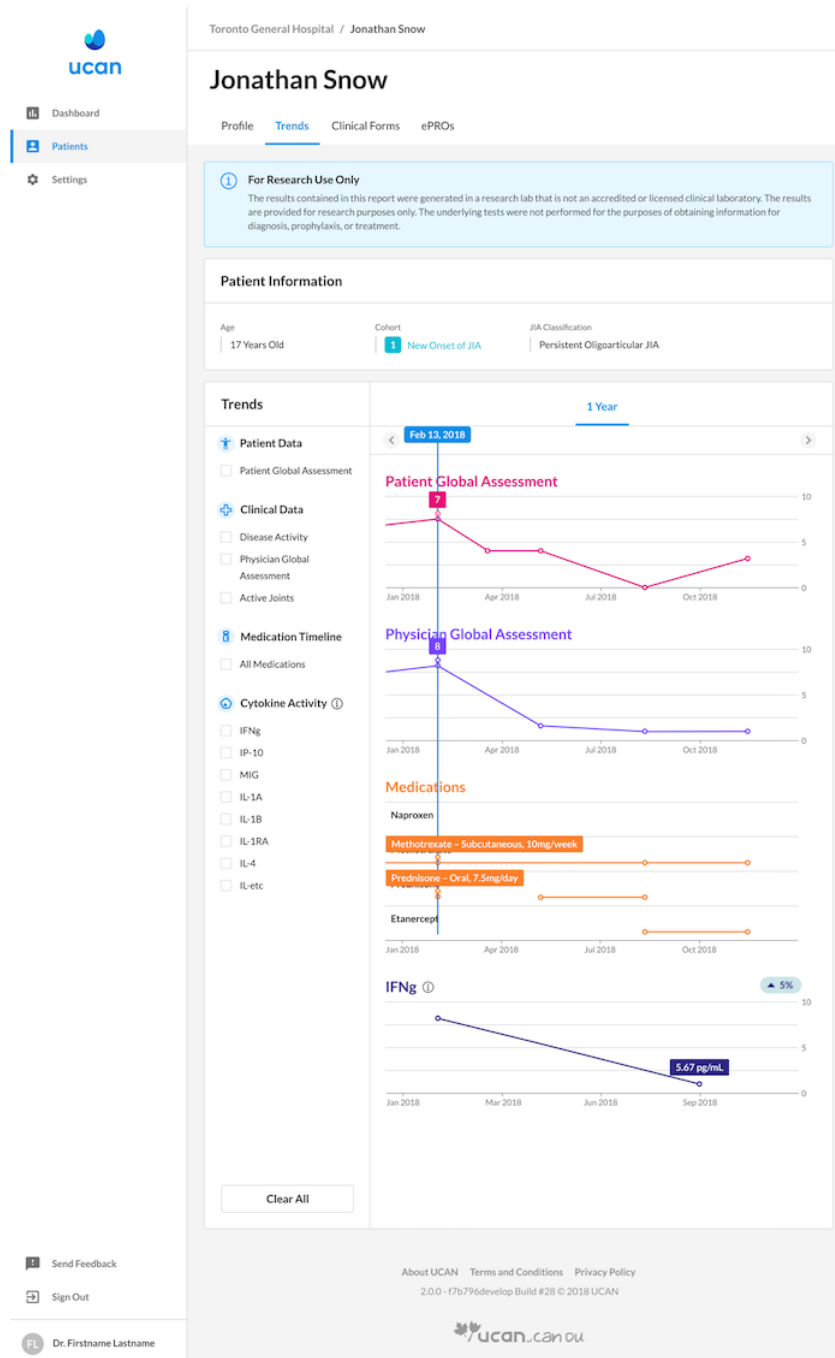 ucan
Dashboard
Patients
Settings
Toronto General Hospital / Jonathan Snow
Jonathan Snow
Profile Trends Clinical Forms ePROs
For Research Use Only
The results contained in this report were generated in a research lab that is not an accredited or licensed clinical laboratory. The results
are provided for research purposes only. The underlying tests were not performed for the purposes of obtaining information for
diagnosis, prophylaxis, or treatment.
Patient Information
Age
17 Years Old
Cohort
1 New Onset of JIA
JIA Classification
Persistent Oligoarticular JIA
Trends
Patient Data
Patient Global Assessment
Clinical Data
Disease Activity
Physician Global
Assessment
Active Joints
Medication Timeline
All Medications
Cytokine Activity
IFNg
IP-10
MIG
IL-1A
IL-1B
IL-1RA
IL-4
IL-etc
Clear All
1 Year
Feb 13, 2018
Patient Global Assessment
7
10
5
0
Jan 2018 Apr 2018 Jul 2018 Oct 2018
Physician Global Assessment
8
10
5
0
Jan 2018 Apr 2018 Jul 2018 Oct 2018
Medications
Naproxen
Methotrexate – Subcutaneous, 10mg/week
Prednisone – Oral, 7.5mg/day
Etanercept
Jan 2018 Apr 2018 Jul 2018 Oct 2018
IFNg
5%
10
5
0
5.67 pg/mL
Jan 2018 Mar 2018 Jun 2018 Sep 2018
Send Feedback
Sign Out
FL Dr. Firstname Lastname
About UCAN Terms and Conditions Privacy Policy
2.0.0 - f7b796develop Build #28 © 2018 UCAN
ucan.can DU